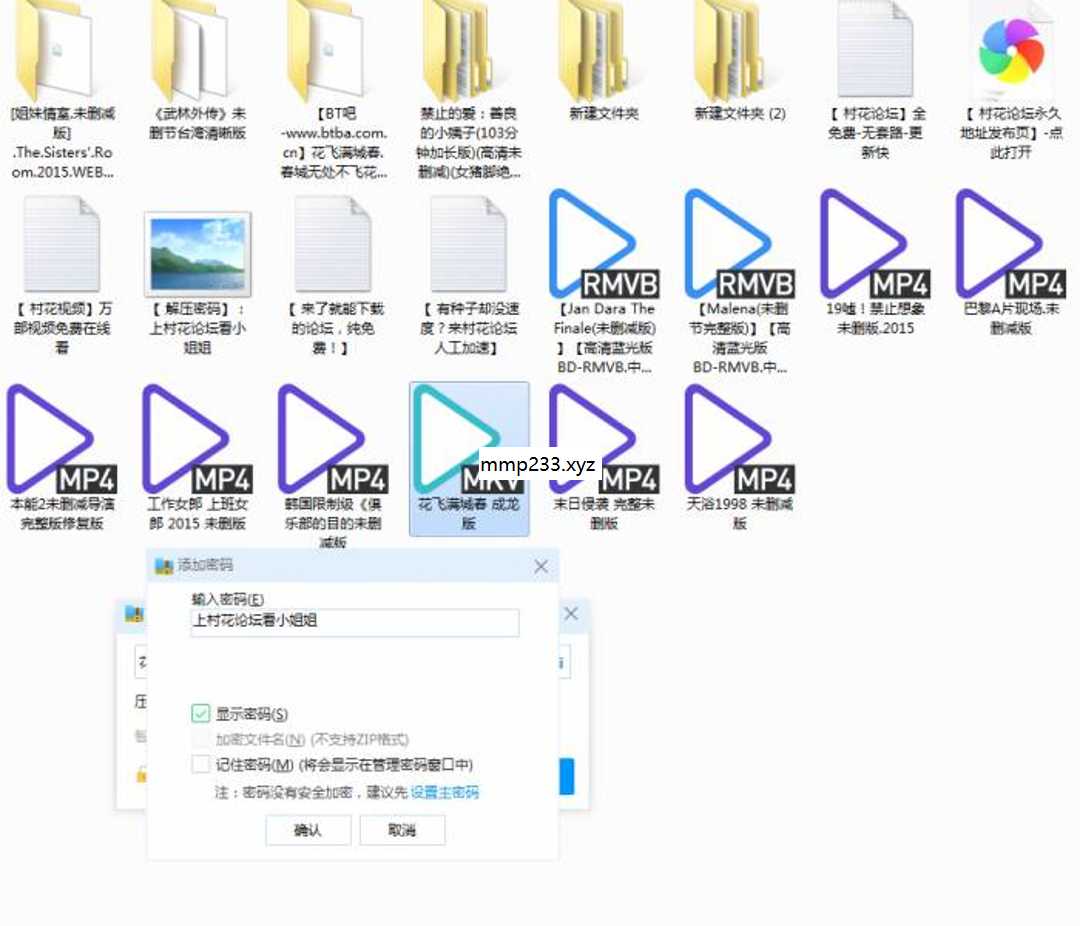 [姐妹情室.未删减
版]
.The.Sisters'.Ro
om.2015.WEB...
《武林外传》未
删节台湾清晰版
【BT吧
-www.btba.com.
cn】花飞满城春.
春城无处不飞花...
禁止的爱：善良
的小姨子(103分
钟加长版)(高清未
删减)(女猪脚绝...
新建文件夹
新建文件夹 (2)
【 村花论坛】全
免费-无套路-更
新快
【 村花论坛永久
地址发布页】-点
此打开
【 村花视频】万
部视频免费在线
看
【 解压密码】：
上村花论坛看小
姐姐
【 来了就能下载
的论坛，纯免
费！】
【 有种子却没速
度？来村花论坛
人工加速】
RMVB
【Jan Dara The
Finale(未删减版)
】【高清蓝光版
BD-RMVB.中...
RMVB
【Malena(未删
节完整版)】【高
清蓝光版
BD-RMVB.中...
MP4
19嘘！禁止想象
未删版.2015
MP4
巴黎A片现场.未
删减版
MP4
本能2未删减导演
完整版修复版
MP4
工作女郎 上班女
郎 2015 未删版
MP4
韩国限制级《俱
乐部的目的未删
减版
MKV
花飞满城春 成龙
版
mmp233.xyz
MP4
末日侵袭 完整未
删版
MP4
天浴1998 未删减
版
添加密码
输入密码(E)
上村花论坛看小姐姐
显示密码(S)
加密文件名(N) (不支持ZIP格式)
记住密码(M) (将会显示在管理密码窗口中)
注：密码没有安全加密，建议先 设置主密码
确认
取消
压